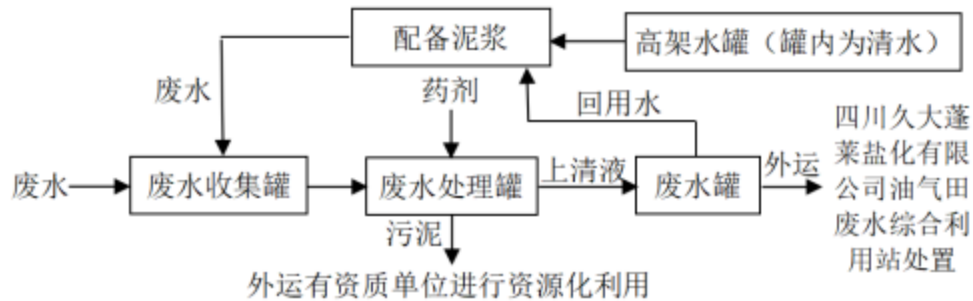 配备泥浆
高架水罐（罐内为清水）
废水
药剂
回用水
废水
废水收集罐
废水处理罐
上清液
废水罐
外运
四川久大蓬
莱盐化有限
公司油气田
废水综合利
用站处置
污泥
外运有资质单位进行资源化利用